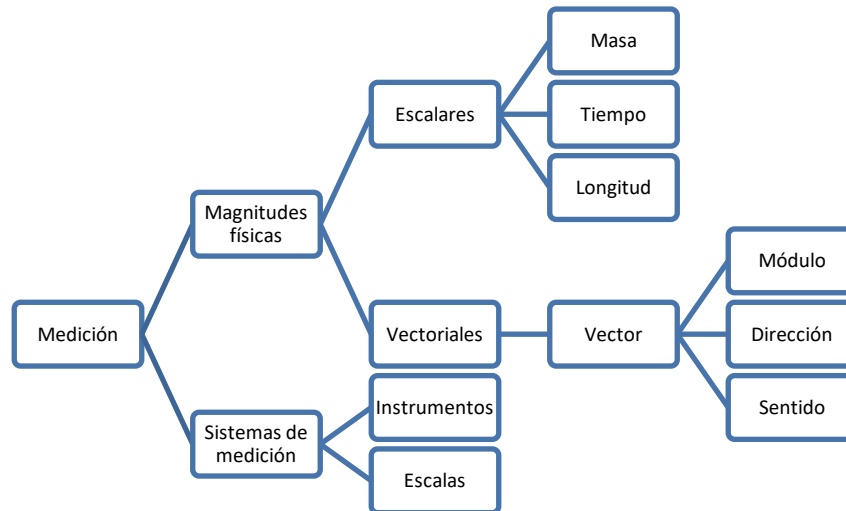 Masa
Escalares
Tiempo
Longitud
Magnitudes
físicas
Módulo
Medición
Vectoriales
Vector
Dirección
Instrumentos
Sentido
Sistemas de
medición
Escalas